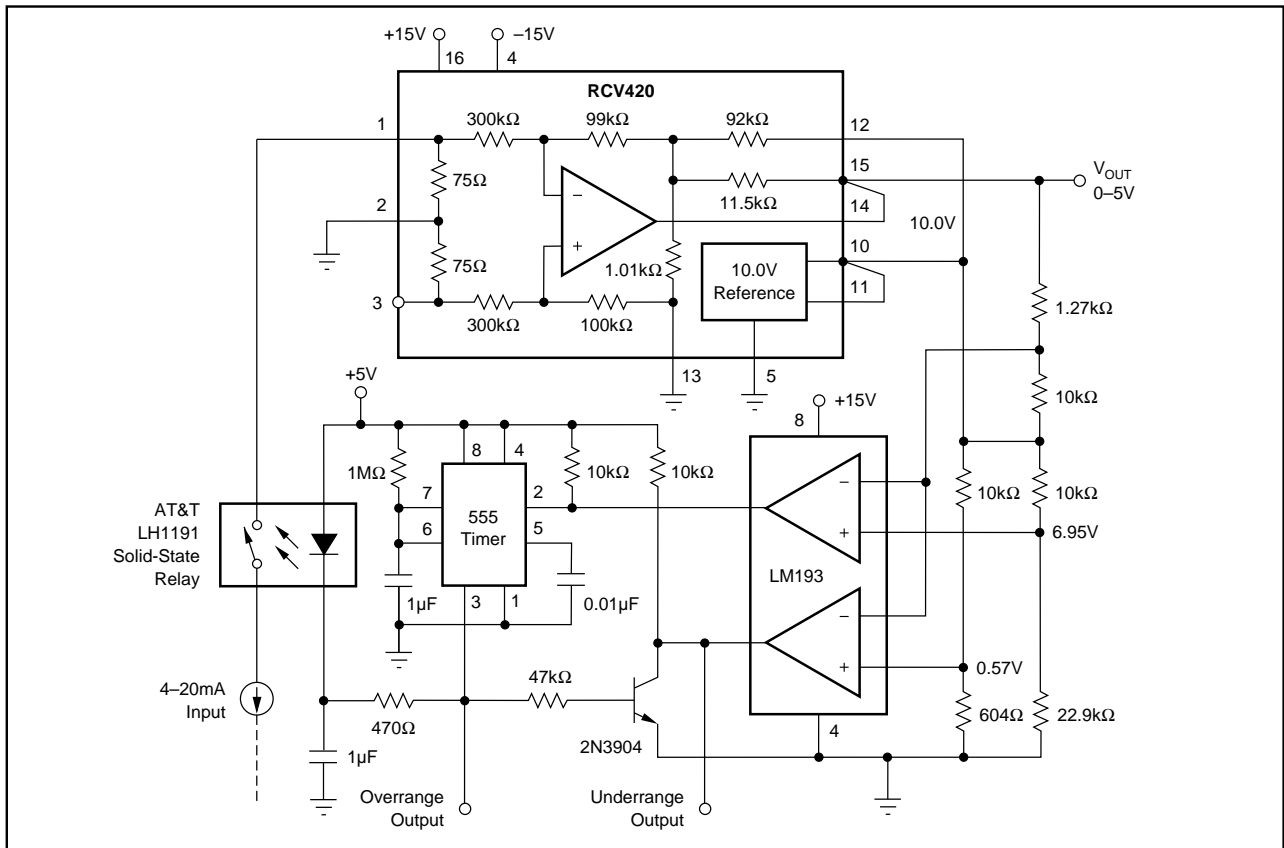 +15V
–15V
16
4
RCV420
1
300kΩ
99kΩ
92kΩ
12
15
VOUT
0–5V
75Ω
11.5kΩ
14
2
–
+
10.0V
10
75Ω
1.01kΩ
10.0V
Reference
11
3
300kΩ
100kΩ
1.27kΩ
13
5
+5V
+15V
8
10kΩ
8
4
1MΩ
10kΩ
10kΩ
10kΩ
10kΩ
7
2
–
AT&T
LH1191
Solid-State
Relay
6
555
Timer
5
+
6.95V
LM193
1µF
3
1
0.01µF
–
+
0.57V
4–20mA
Input
47kΩ
470Ω
604Ω
22.9kΩ
2N3904
4
1µF
Overrange
Output
Underrange
Output